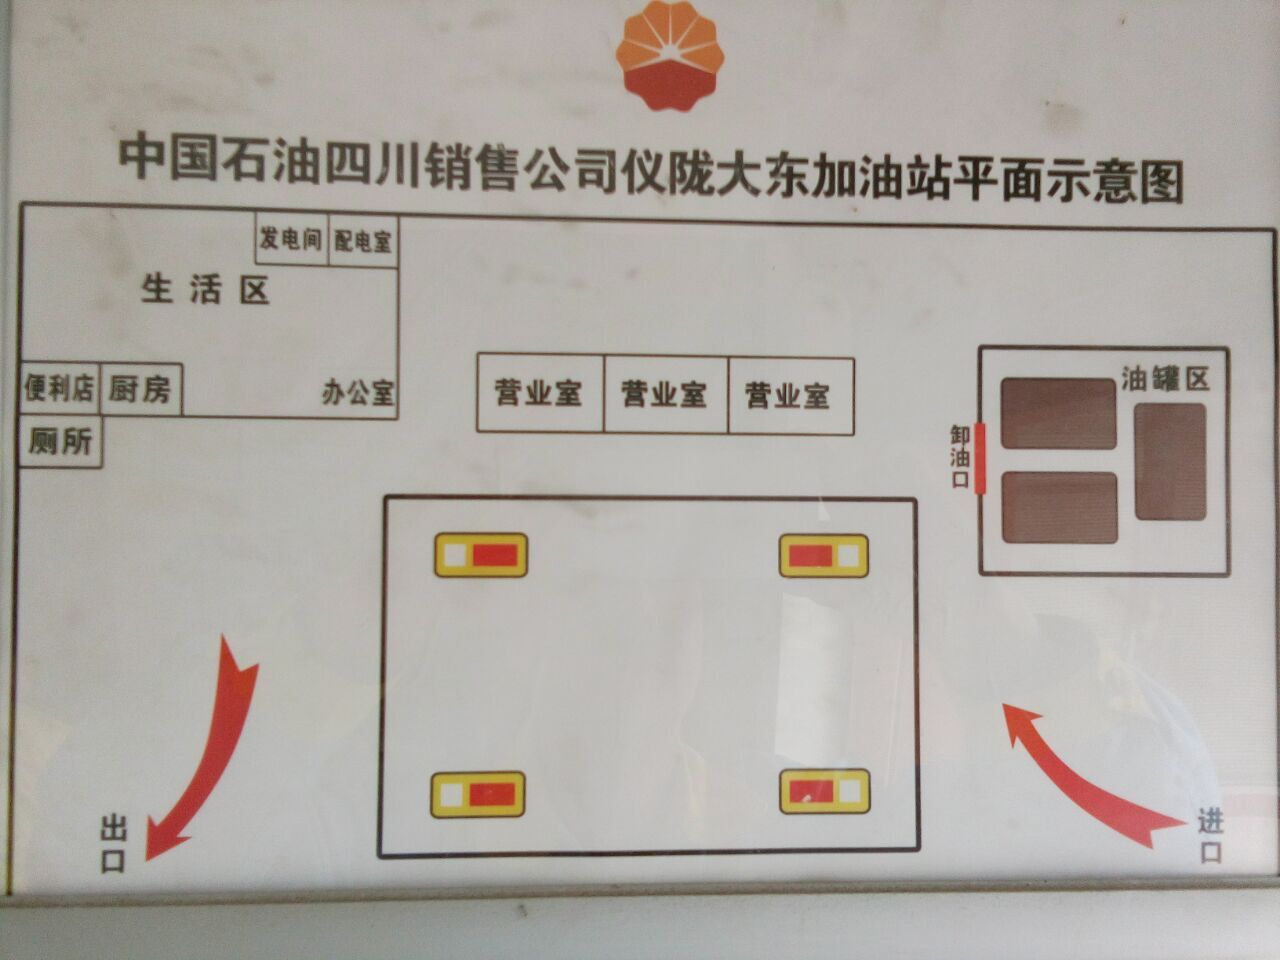 中国石油四川销售公司仪陇大东加油站平面示意图
发电间
配电室
生活区
便利店
厨房
办公室
厕所
营业室
营业室
营业室
油罐区
卸油口
出口
进口